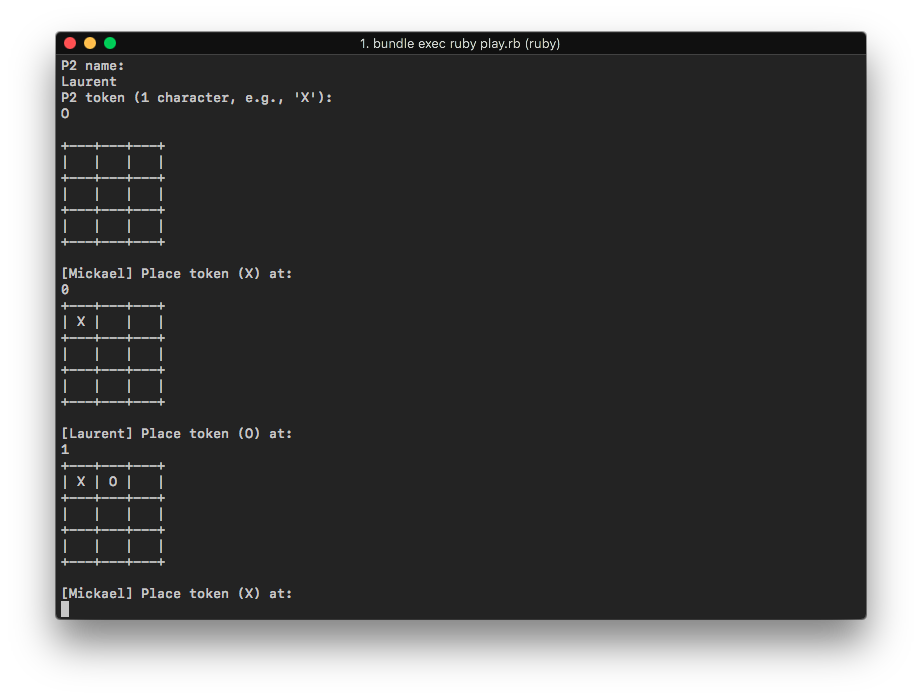 1. bundle exec ruby play.rb (ruby)
P2 name:
Laurent
P2 token (1 character, e.g., 'X'):
O
+---+---+---+
|   |   |   |
+---+---+---+
|   |   |   |
+---+---+---+
|   |   |   |
+---+---+---+
[Mickael] Place token (X) at:
0
+---+---+---+
| X |   |   |
+---+---+---+
|   |   |   |
+---+---+---+
|   |   |   |
+---+---+---+
[Laurent] Place token (O) at:
1
+---+---+---+
| X | O |   |
+---+---+---+
|   |   |   |
+---+---+---+
|   |   |   |
+---+---+---+
[Mickael] Place token (X) at: